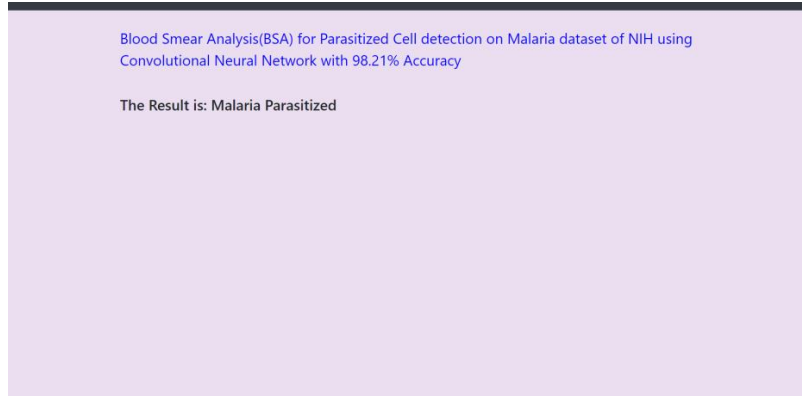 Blood Smear Analysis(BSA) for Parasitized Cell detection on Malaria dataset of NIH using
Convolutional Neural Network with 98.21% Accuracy
The Result is: Malaria Parasitized